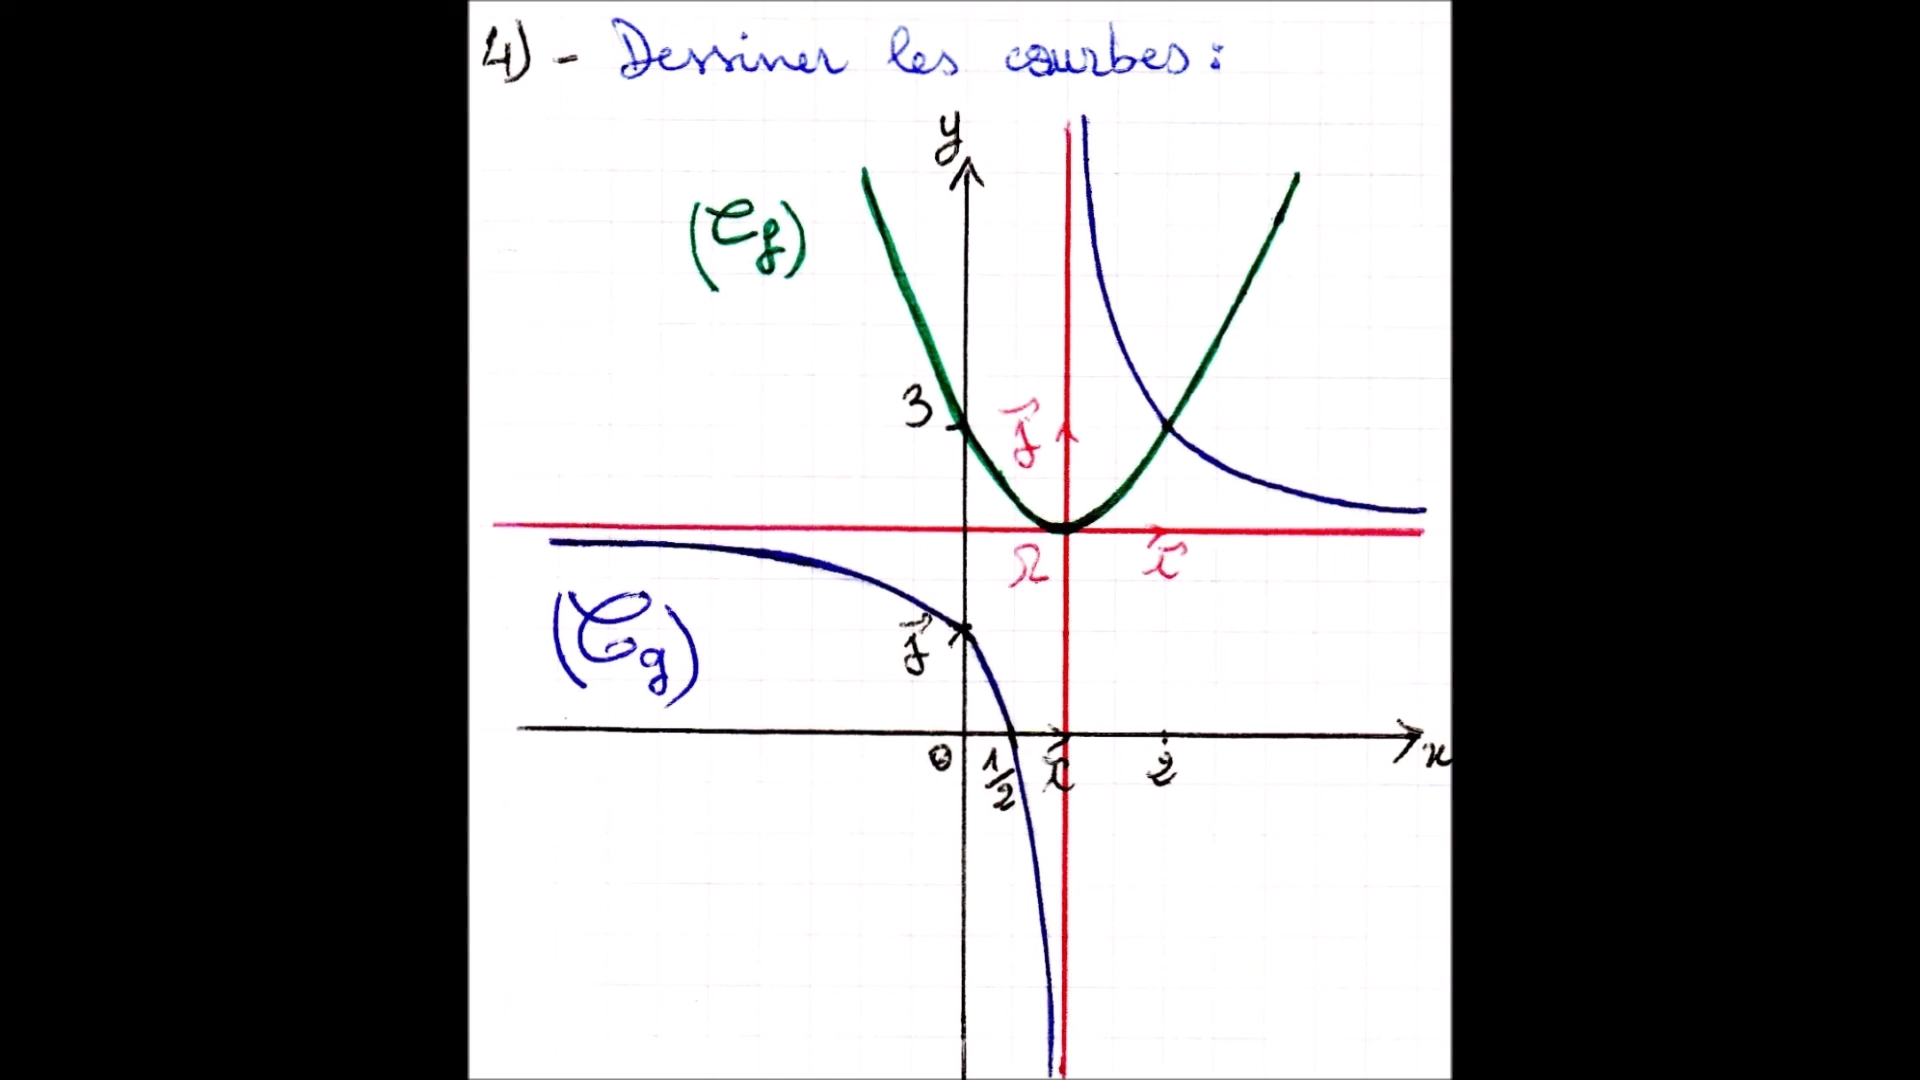 4) - Dessiner les courbes :
y
(𝒞f)
3
j⃗
Ω i⃗
(𝒞g)
j⃗
0 1/2 i⃗ 2 x